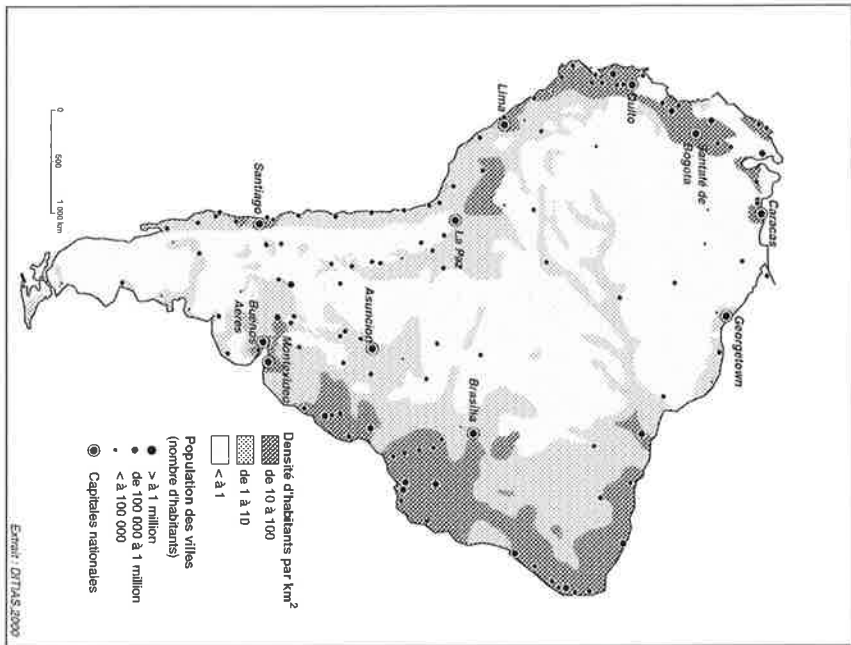 Caracas
Georgetown
Santafé de
Bogota
Quito
Lima
La Paz
Brasilia
Asuncion
Santiago
Buenos
Aeres
Montevideo
0 500 1 000 km
Densité d'habitants par km²
de 10 à 100
de 1 à 10
< à 1
Population des villes
(nombre d'habitants)
> à 1 million
de 100 000 à 1 million
< à 100 000
Capitales nationales
Extrait : DITIAS.2000